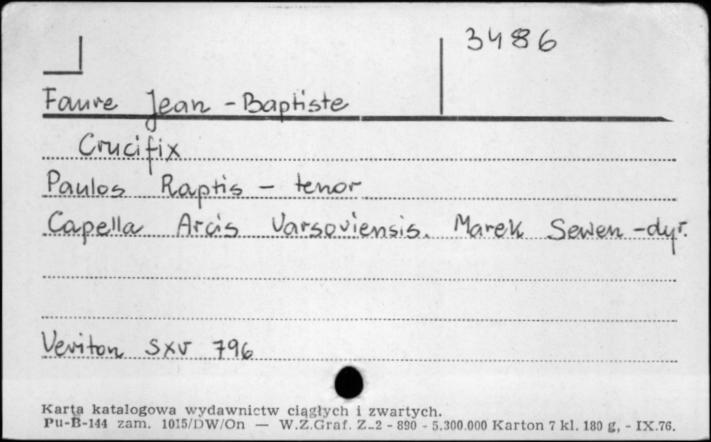 3486
Faure Jean - Baptiste
Crucifix
Paulos Raptis - tenor
Capella Arcis Varsoviensis. Marek Sewen - dyr.
Veriton SXV 796
Karta katalogowa wydawnictw ciągłych i zwartych.
Pu-B-144 zam. 1015/DW/On — W.Z.Graf. Z-2 - 890 - 5.300.000 Karton 7 kl. 180 g, - IX.76.